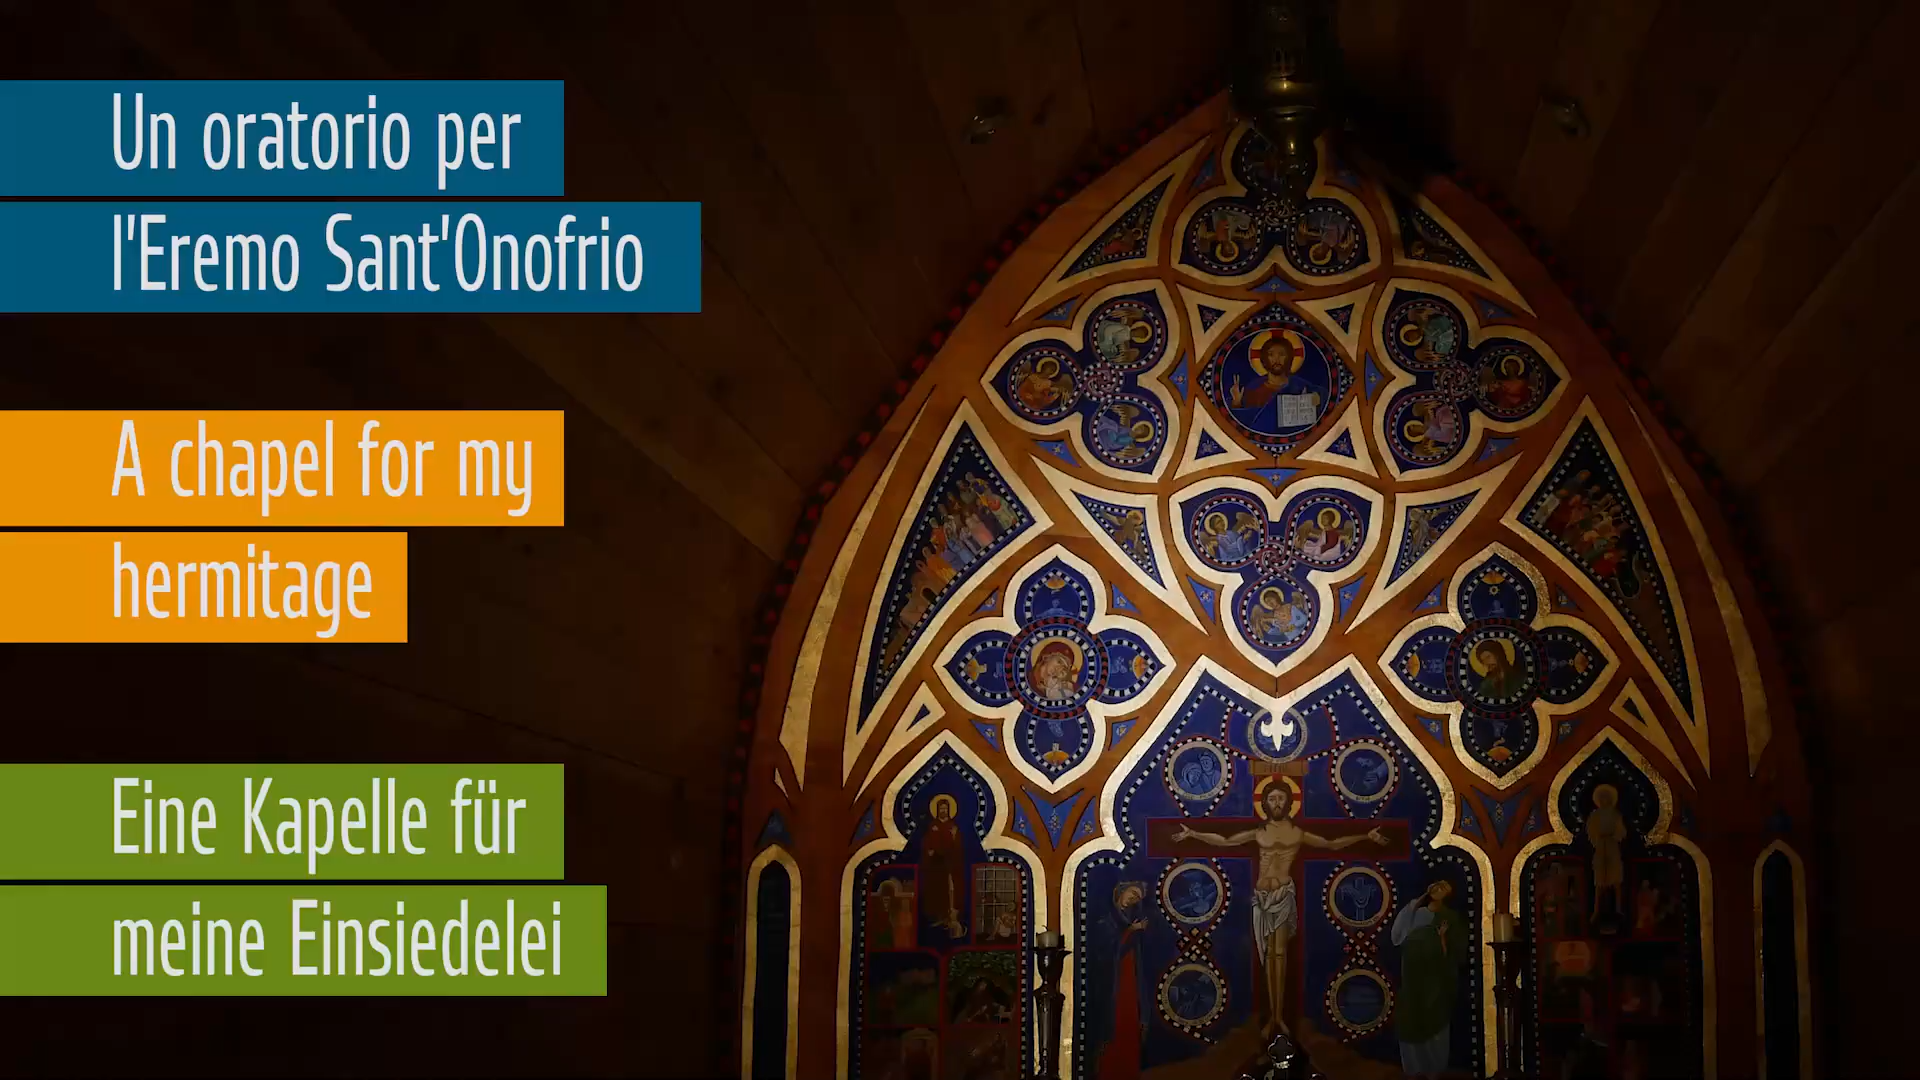 Un oratorio per
l'Eremo Sant'Onofrio
A chapel for my
hermitage
Eine Kapelle für
meine Einsiedelei